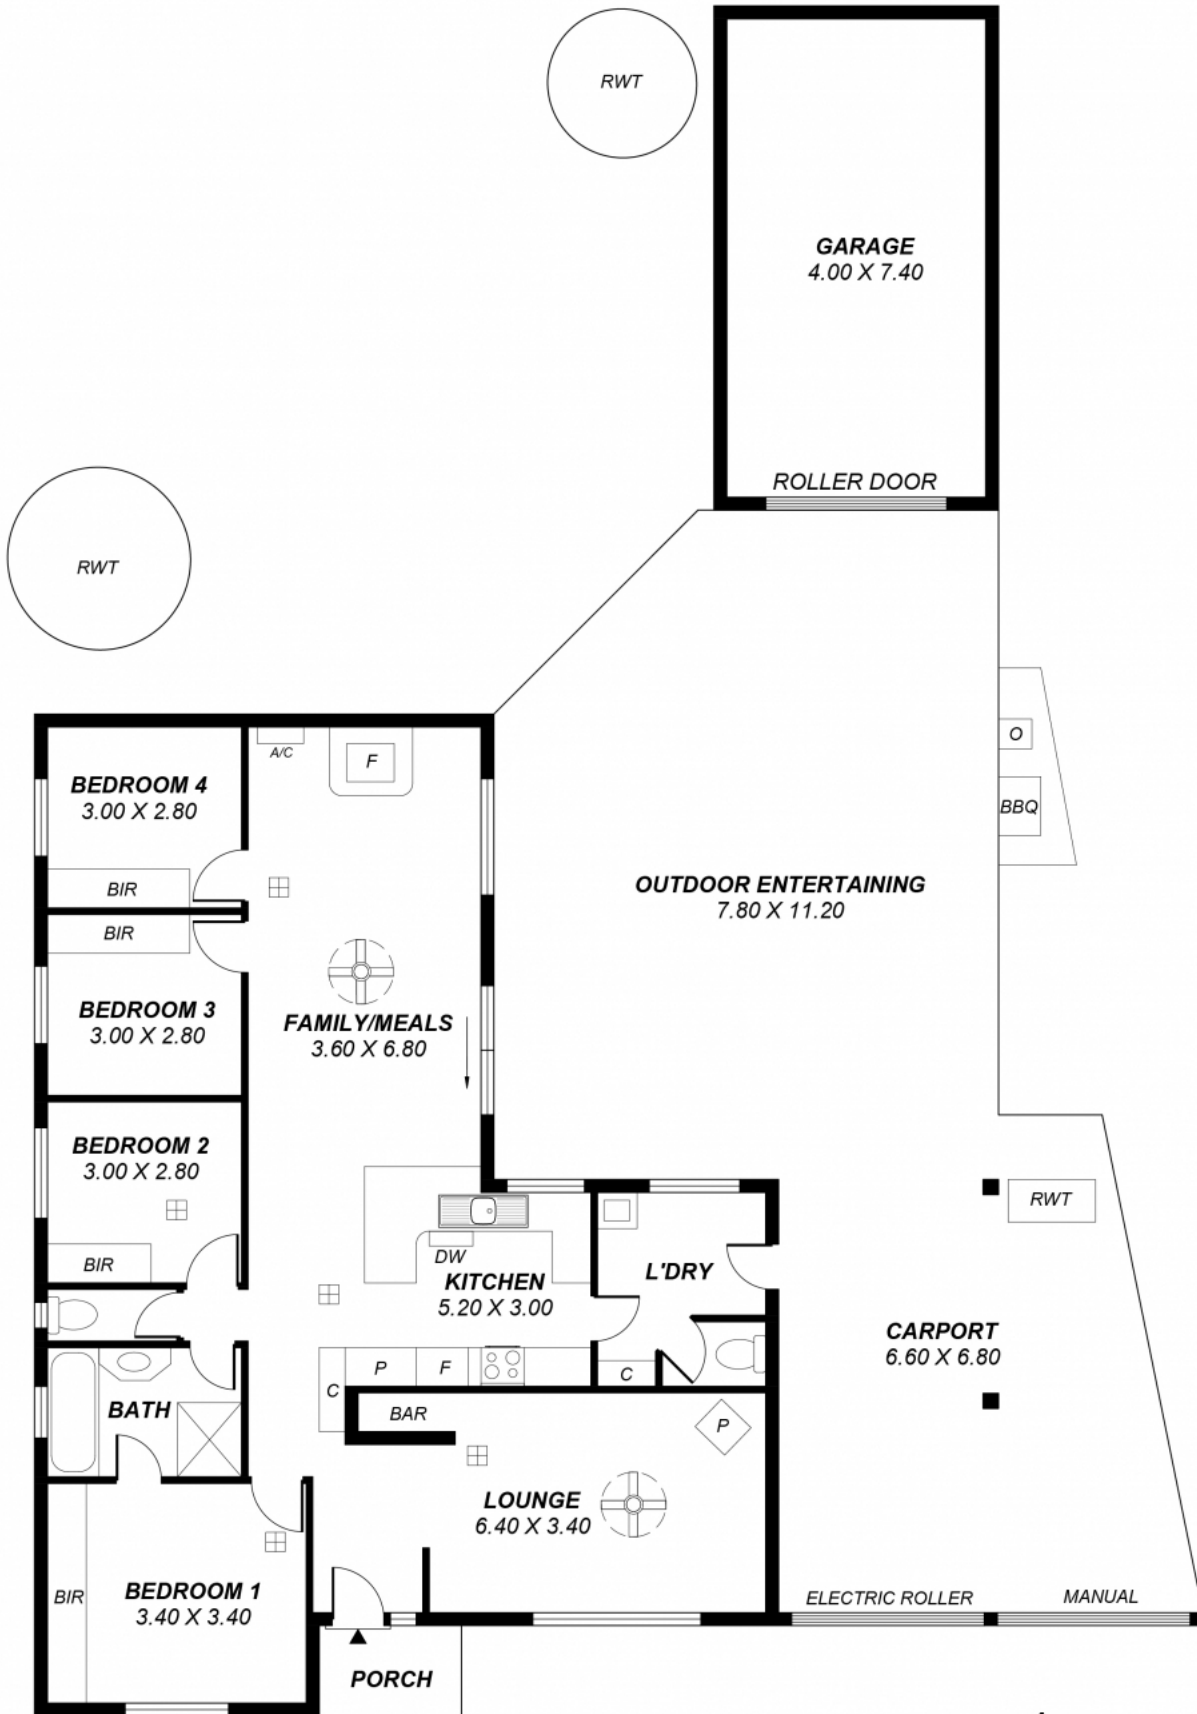 RWT
GARAGE
4.00 X 7.40
ROLLER DOOR
RWT
A/C
F
O
BBQ
BEDROOM 4
3.00 X 2.80
BIR
OUTDOOR ENTERTAINING
7.80 X 11.20
BIR
BEDROOM 3
3.00 X 2.80
FAMILY/MEALS
3.60 X 6.80
BEDROOM 2
3.00 X 2.80
BIR
RWT
DW
KITCHEN
5.20 X 3.00
L'DRY
CARPORT
6.60 X 6.80
P
F
C
C
BATH
BAR
P
LOUNGE
6.40 X 3.40
BIR
BEDROOM 1
3.40 X 3.40
ELECTRIC ROLLER
MANUAL
PORCH